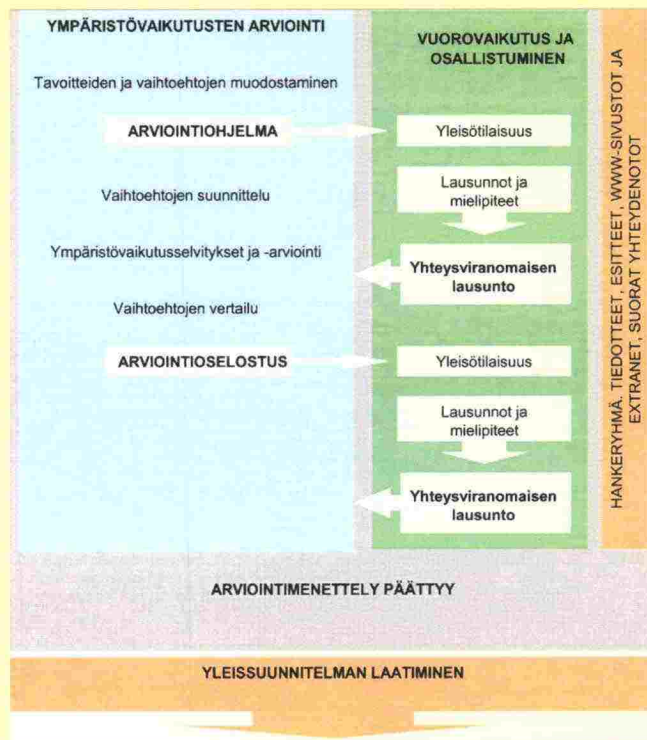 YMPÄRISTÖVAIKUTUSTEN ARVIOINTI
Tavoitteiden ja vaihtoehtojen muodostaminen
ARVIOINTIOHJELMA
Vaihtoehtojen suunnittelu
Ympäristövaikutusselvitykset ja -arviointi
Vaihtoehtojen vertailu
ARVIOINTIOSELOSTUS
VUOROVAIKUTUS JA
OSALLISTUMINEN
Yleisötilaisuus
Lausunnot ja
mielipiteet
Yhteysviranomaisen
lausunto
Yleisötilaisuus
Lausunnot ja
mielipiteet
Yhteysviranomaisen
lausunto
HANKERYHMÄ, TIEDOTTEET, ESITTEET, WWW-SIVUSTOT JA
EXTRANET, SUORAT YHTEYDENOTOT
ARVIOINTIMENETTELY PÄÄTTYY
YLEISSUUNNITELMAN LAATIMINEN